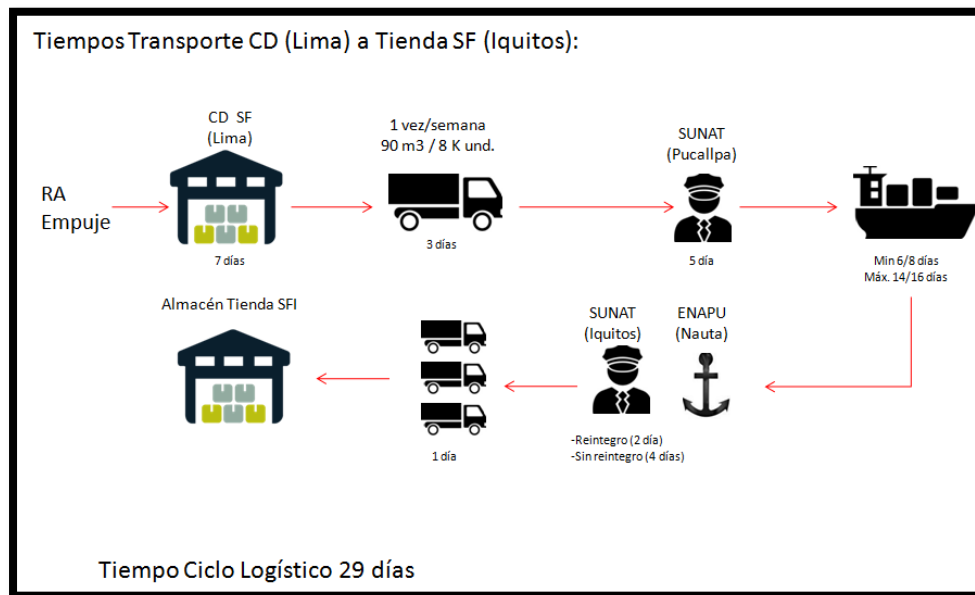 Tiempos Transporte CD (Lima) a Tienda SF (Iquitos):
CD SF
(Lima)
1 vez/semana
90 m3 / 8 K und.
SUNAT
(Pucallpa)
RA
Empuje
7 días
3 días
5 día
Min 6/8 días
Máx. 14/16 días
Almacén Tienda SFI
SUNAT
(Iquitos)
ENAPU
(Nauta)
1 día
-Reintegro (2 día)
-Sin reintegro (4 días)
Tiempo Ciclo Logístico 29 días